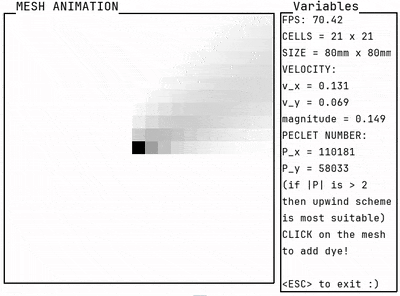 MESH ANIMATION
Variables
FPS: 70.42
CELLS = 21 x 21
SIZE = 80mm x 80mm
VELOCITY:
v_x = 0.131
v_y = 0.069
magnitude = 0.149
PECLET NUMBER:
P_x = 110181
P_y = 58033
(if |P| is > 2
then upwind scheme
is most suitable)
CLICK on the mesh
to add dye!
<ESC> to exit :)